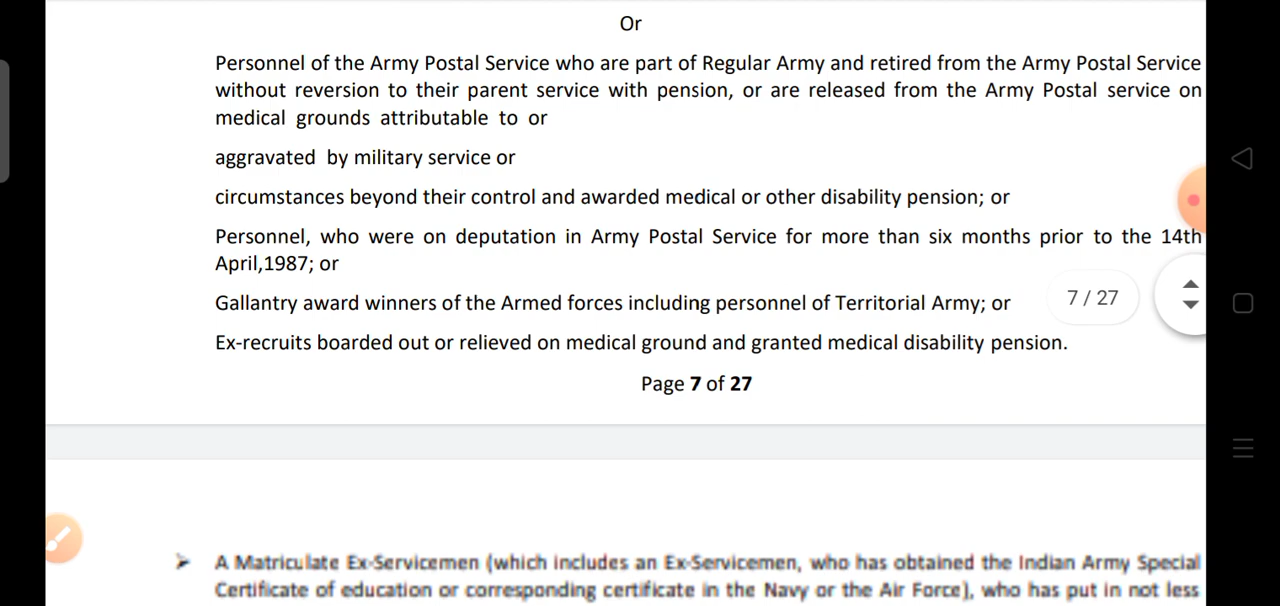 Or
Personnel of the Army Postal Service who are part of Regular Army and retired from the Army Postal Service
without reversion to their parent service with pension, or are released from the Army Postal service on
medical grounds attributable to or
aggravated by military service or
circumstances beyond their control and awarded medical or other disability pension; or
Personnel, who were on deputation in Army Postal Service for more than six months prior to the 14th
April,1987; or
Gallantry award winners of the Armed forces including personnel of Territorial Army; or
7 / 27
Ex-recruits boarded out or relieved on medical ground and granted medical disability pension.
Page 7 of 27
➢ A Matriculate Ex-Servicemen (which includes an Ex-Servicemen, who has obtained the Indian Army Special
Certificate of education or corresponding certificate in the Navy or the Air Force), who has put in not less